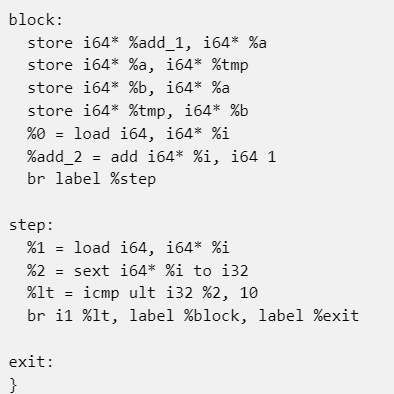 block:
  store i64* %add_1, i64* %a
  store i64* %a, i64* %tmp
  store i64* %b, i64* %a
  store i64* %tmp, i64* %b
  %0 = load i64, i64* %i
  %add_2 = add i64* %i, i64 1
  br label %step

step:
  %1 = load i64, i64* %i
  %2 = sext i64* %i to i32
  %lt = icmp ult i32 %2, 10
  br i1 %lt, label %block, label %exit

exit:
}